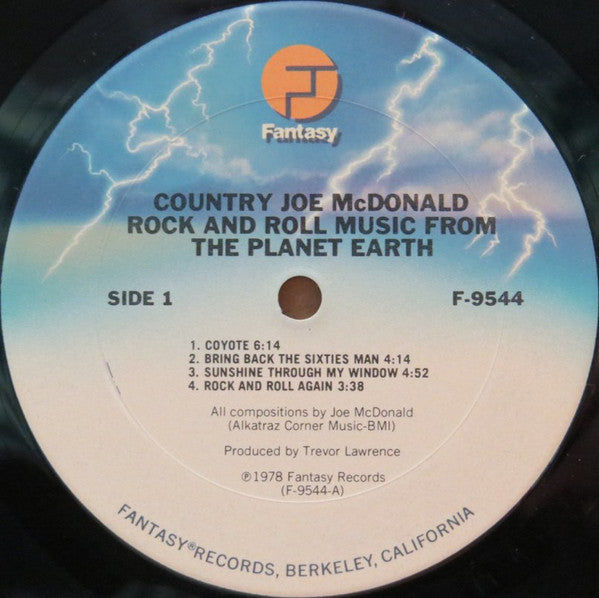 Fantasy
COUNTRY JOE McDONALD
ROCK AND ROLL MUSIC FROM
THE PLANET EARTH
SIDE 1 F-9544
1. COYOTE 6:14
2. BRING BACK THE SIXTIES MAN 4:14
3. SUNSHINE THROUGH MY WINDOW 4:52
4. ROCK AND ROLL AGAIN 3:38
All compositions by Joe McDonald
(Alkatraz Corner Music-BMI)
Produced by Trevor Lawrence
℗1978 Fantasy Records
(F-9544-A)
FANTASY®RECORDS, BERKELEY, CALIFORNIA